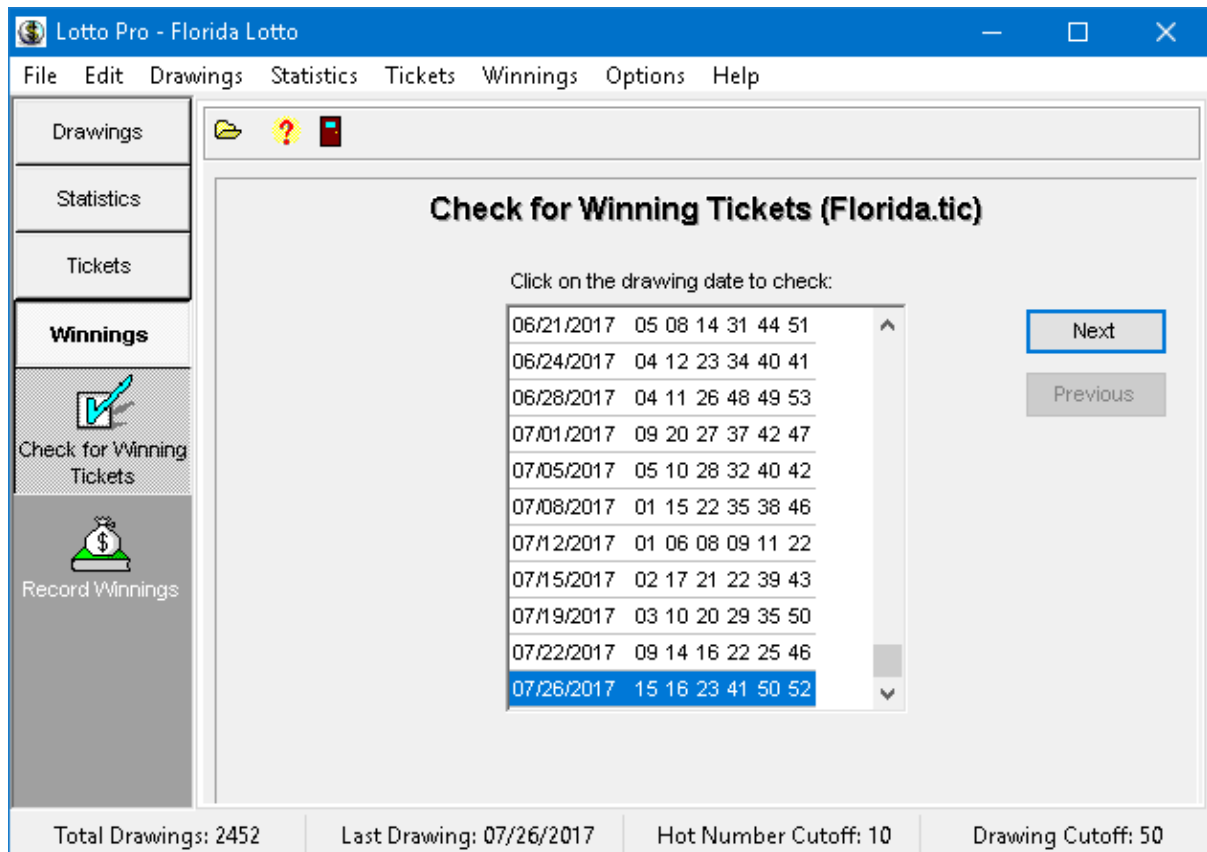 Lotto Pro - Florida Lotto
File Edit Drawings Statistics Tickets Winnings Options Help
Drawings
Statistics
Tickets
Winnings
Check for Winning
Tickets
Record Winnings
Check for Winning Tickets (Florida.tic)
Click on the drawing date to check:
06/21/2017 05 08 14 31 44 51
06/24/2017 04 12 23 34 40 41
06/28/2017 04 11 26 48 49 53
07/01/2017 09 20 27 37 42 47
07/05/2017 05 10 28 32 40 42
07/08/2017 01 15 22 35 38 46
07/12/2017 01 06 08 09 11 22
07/15/2017 02 17 21 22 39 43
07/19/2017 03 10 20 29 35 50
07/22/2017 09 14 16 22 25 46
07/26/2017 15 16 23 41 50 52
Next
Previous
Total Drawings: 2452 Last Drawing: 07/26/2017 Hot Number Cutoff: 10 Drawing Cutoff: 50